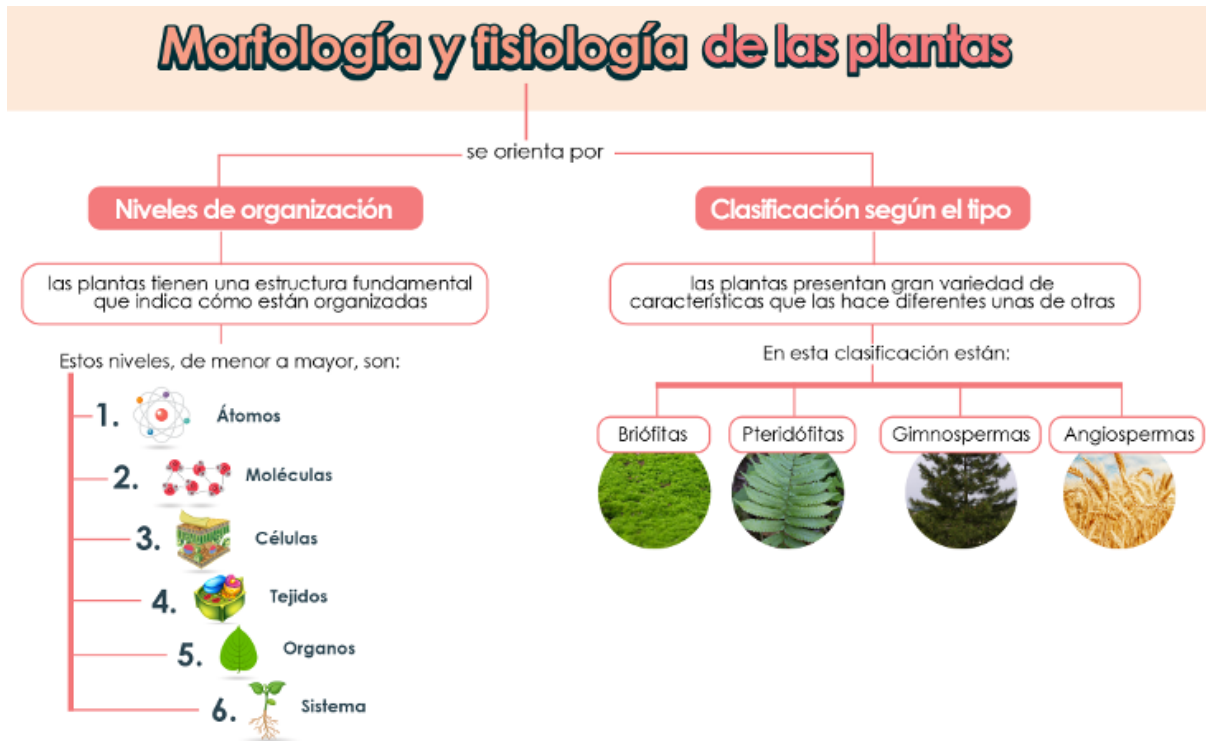 Morfología y fisiología de las plantas
se orienta por
Niveles de organización
las plantas tienen una estructura fundamental
que indica cómo están organizadas
Estos niveles, de menor a mayor, son:
1. Átomos
2. Moléculas
3. Células
4. Tejidos
5. Organos
6. Sistema
Clasificación según el tipo
las plantas presentan gran variedad de
características que las hace diferentes unas de otras
En esta clasificación están:
Briófitas
Pteridófitas
Gimnospermas
Angiospermas